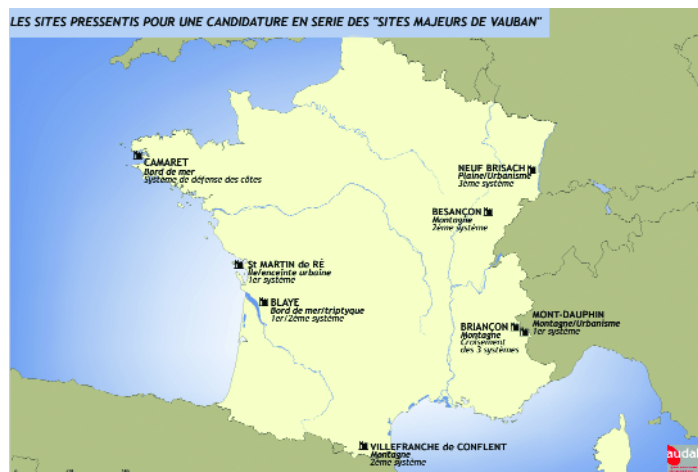 LES SITES PRESSENTIS POUR UNE CANDIDATURE EN SERIE DES "SITES MAJEURS DE VAUBAN"
CAMARET
Bord de mer
Système de défense des côtes
NEUF BRISACH
Plaine/Urbanisme
3ème système
BESANÇON
Montagne
2ème système
St MARTIN de RÉ
Ile/enceinte urbaine
1er système
BLAYE
Bord de mer/triptyque
1er/2ème système
BRIANÇON
Montagne
Croisement
des 3 systèmes
MONT-DAUPHIN
Montagne/Urbanisme
1er système
VILLEFRANCHE de CONFLENT
Montagne
2ème système